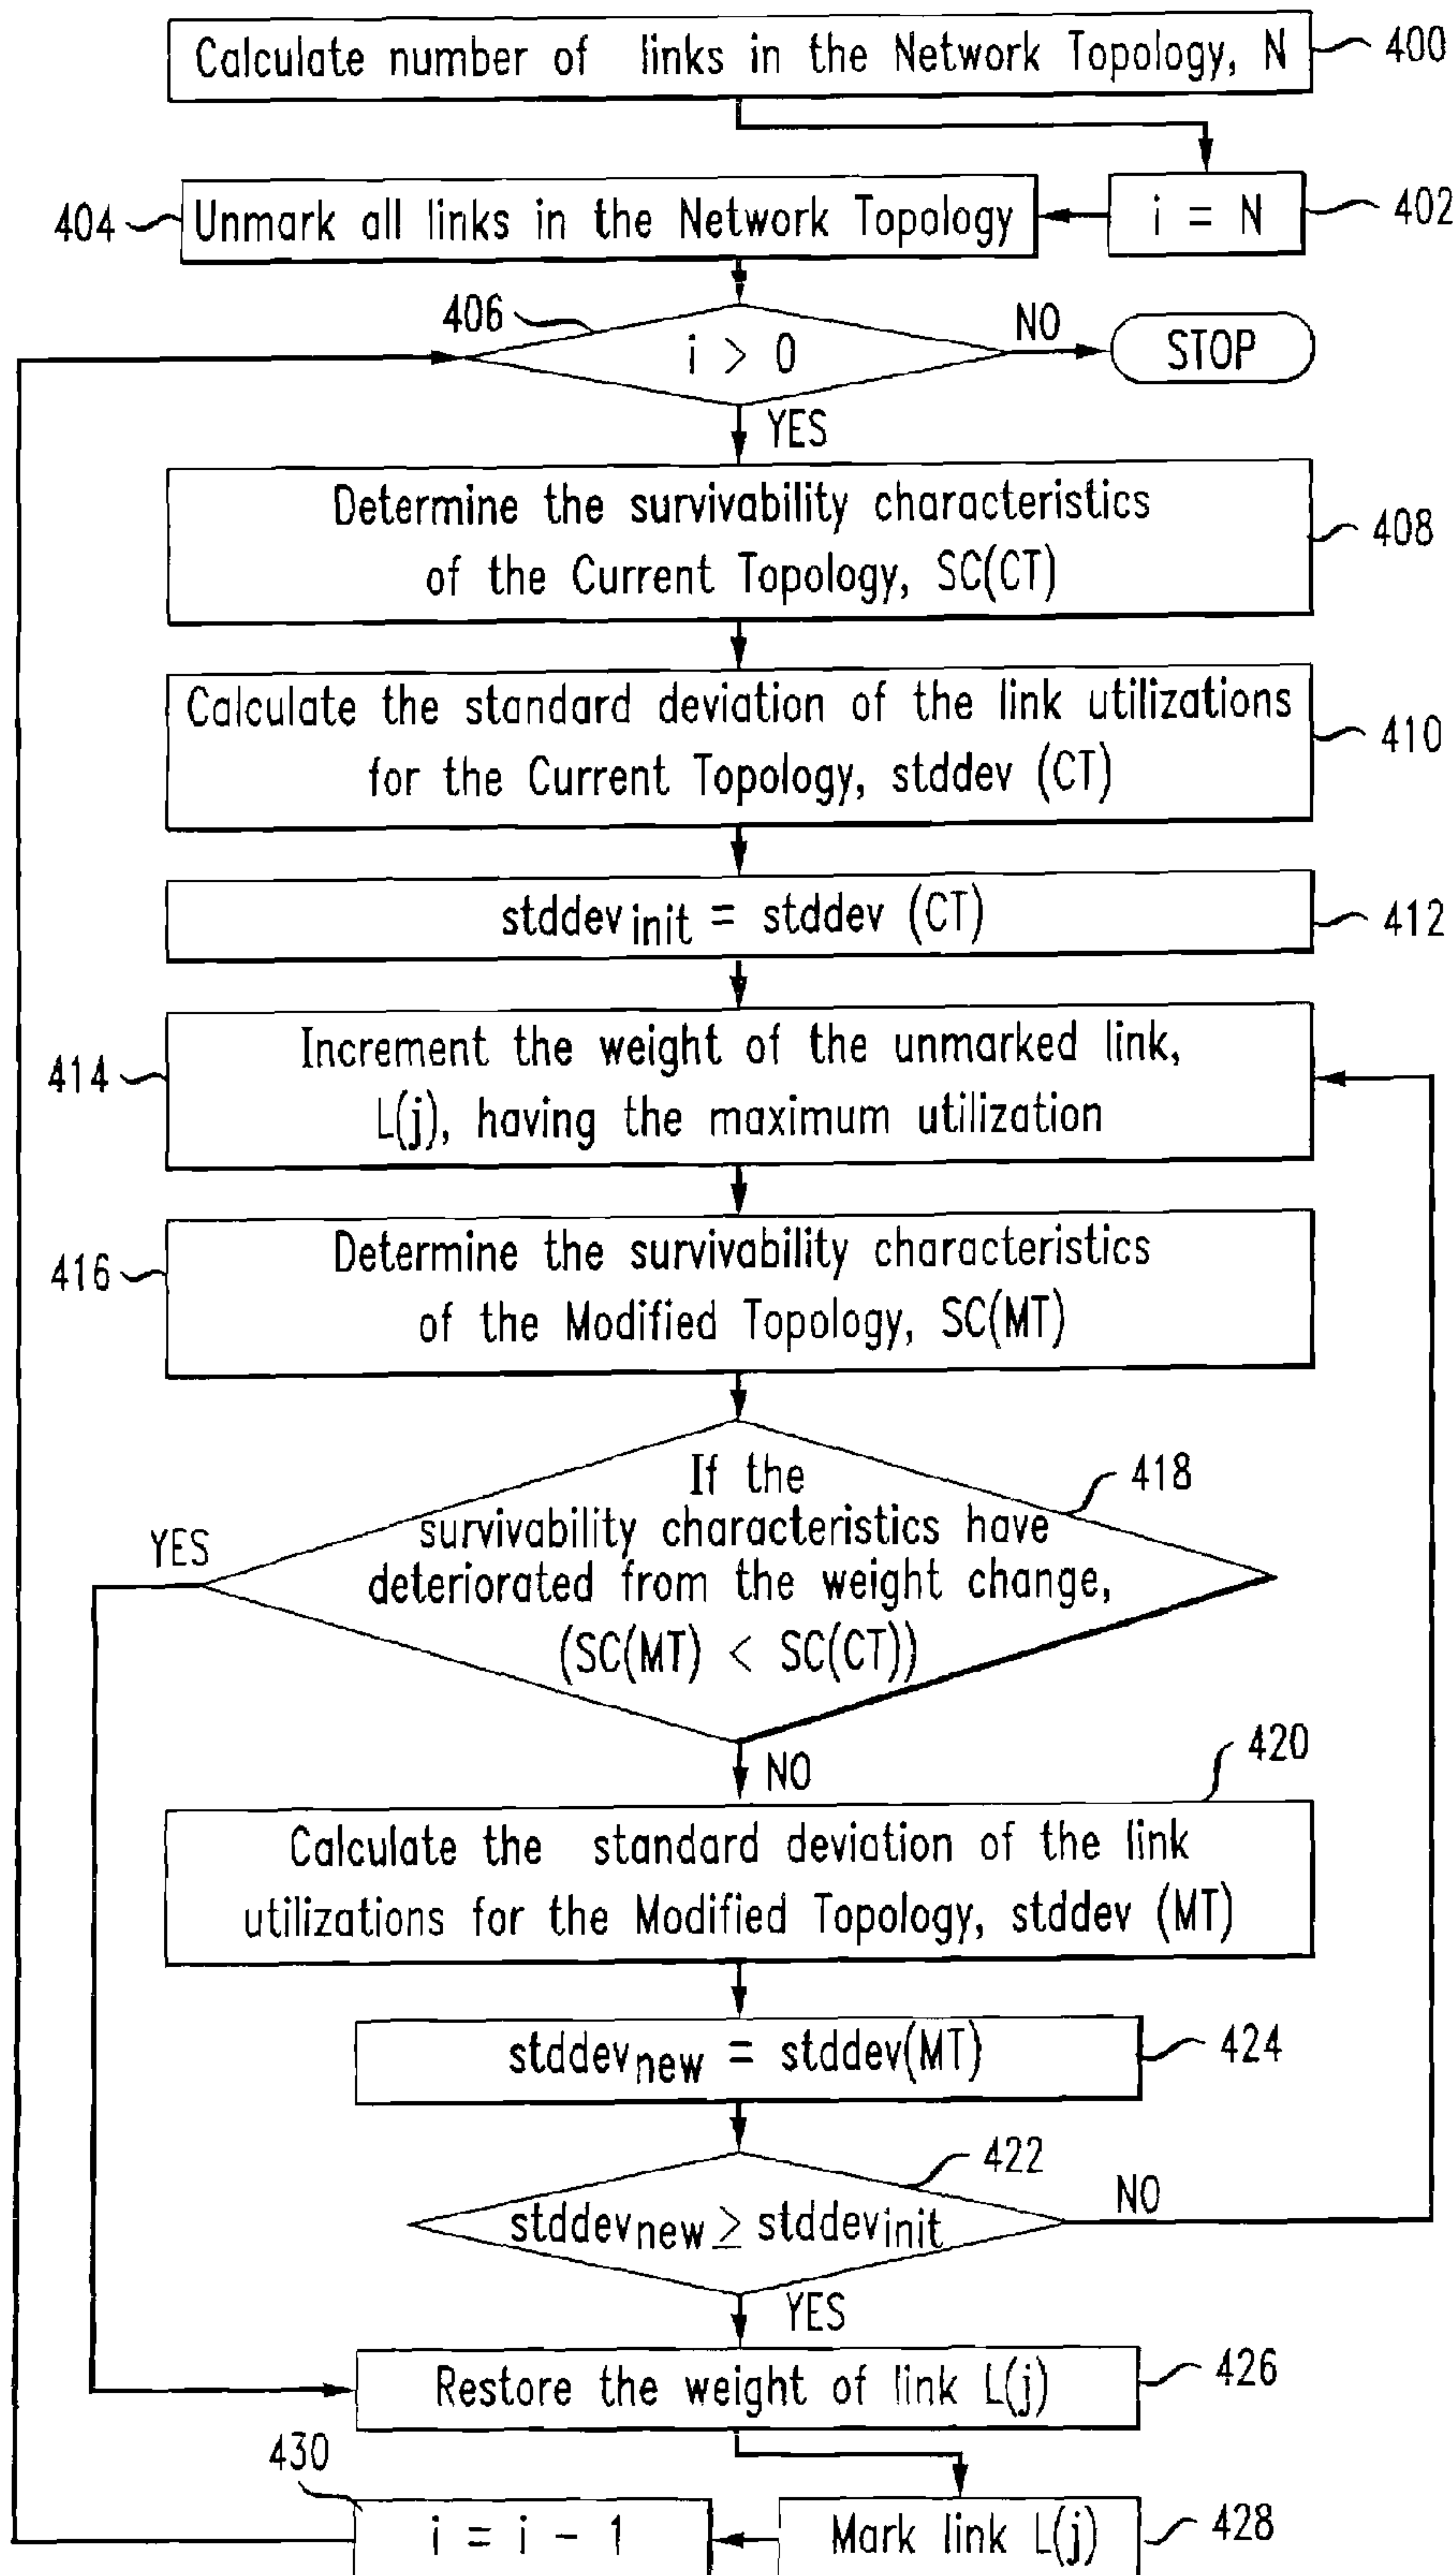 Calculate number of links in the Network Topology, N
400
404
Unmark all links in the Network Topology
i = N
402
406
i > 0
NO
STOP
YES
Determine the survivability characteristics
of the Current Topology, SC(CT)
408
Calculate the standard deviation of the link utilizations
for the Current Topology, stddev (CT)
410
stddevinit = stddev (CT)
412
414
Increment the weight of the unmarked link,
L(j), having the maximum utilization
416
Determine the survivability characteristics
of the Modified Topology, SC(MT)
418
YES
If the
survivability characteristics have
deteriorated from the weight change,
(SC(MT) < SC(CT))
NO
420
Calculate the standard deviation of the link
utilizations for the Modified Topology, stddev (MT)
stddevnew = stddev(MT)
424
422
stddevnew ≥ stddevinit
NO
YES
Restore the weight of link L(j)
426
430
i = i - 1
Mark link L(j)
428